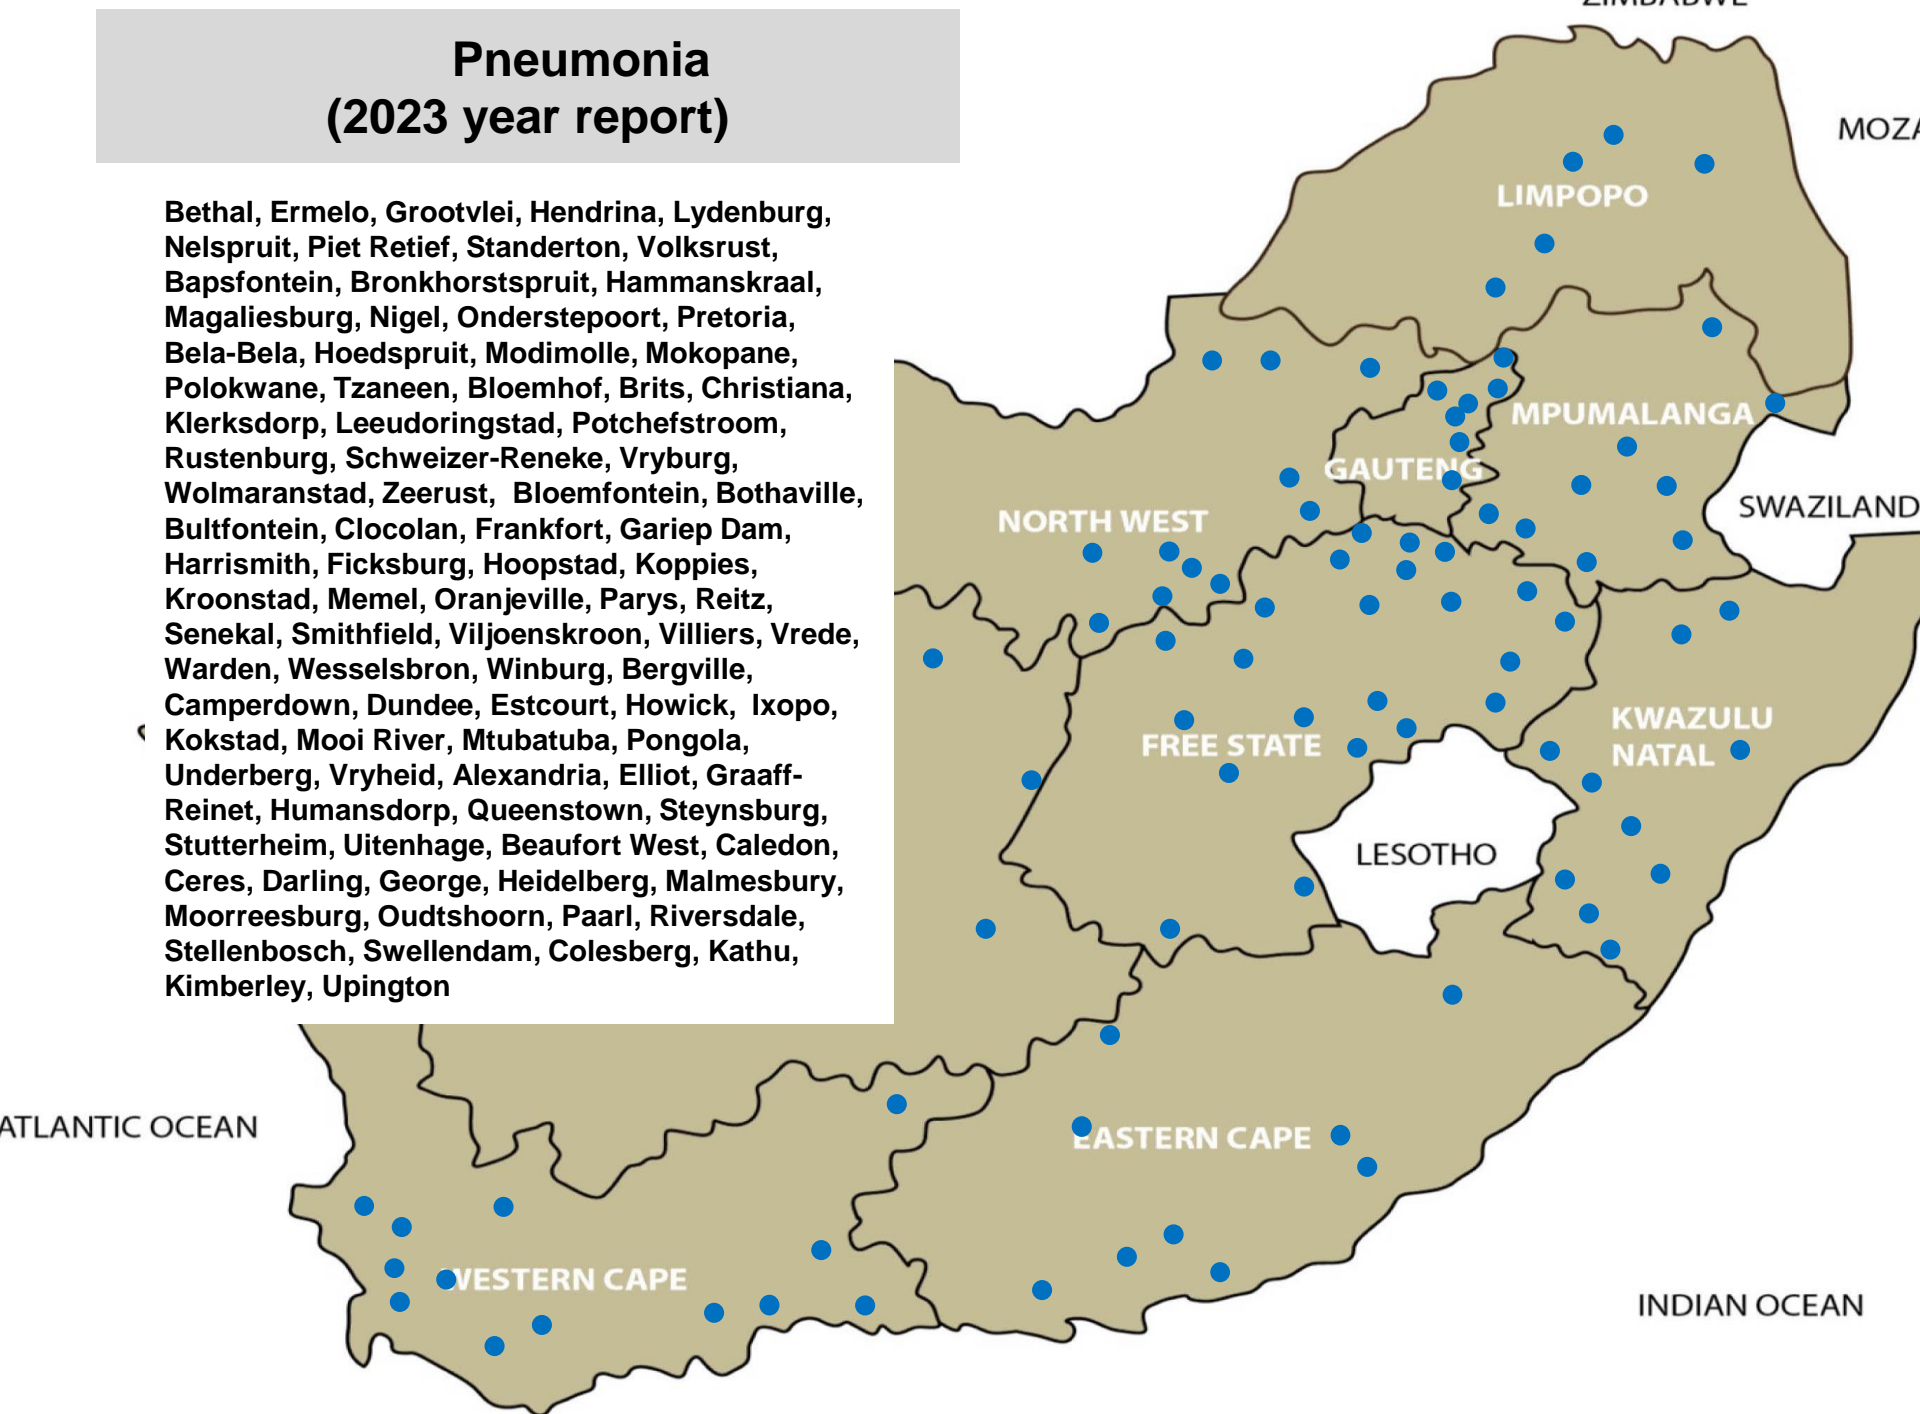 Pneumonia
(2023 year report)
Bethal, Ermelo, Grootvlei, Hendrina, Lydenburg,
Nelspruit, Piet Retief, Standerton, Volksrust,
Bapsfontein, Bronkhorstspruit, Hammanskraal,
Magaliesburg, Nigel, Onderstepoort, Pretoria,
Bela-Bela, Hoedspruit, Modimolle, Mokopane,
Polokwane, Tzaneen, Bloemhof, Brits, Christiana,
Klerksdorp, Leeudoringstad, Potchefstroom,
Rustenburg, Schweizer-Reneke, Vryburg,
Wolmaranstad, Zeerust,  Bloemfontein, Bothaville,
Bultfontein, Clocolan, Frankfort, Gariep Dam,
Harrismith, Ficksburg, Hoopstad, Koppies,
Kroonstad, Memel, Oranjeville, Parys, Reitz,
Senekal, Smithfield, Viljoenskroon, Villiers, Vrede,
Warden, Wesselsbron, Winburg, Bergville,
Camperdown, Dundee, Estcourt, Howick,  Ixopo,
Kokstad, Mooi River, Mtubatuba, Pongola,
Underberg, Vryheid, Alexandria, Elliot, Graaff-
Reinet, Humansdorp, Queenstown, Steynsburg,
Stutterheim, Uitenhage, Beaufort West, Caledon,
Ceres, Darling, George, Heidelberg, Malmesbury,
Moorreesburg, Oudtshoorn, Paarl, Riversdale,
Stellenbosch, Swellendam, Colesberg, Kathu,
Kimberley, Upington
ZIMBABWE
MOZA
LIMPOPO
MPUMALANGA
GAUTENG
SWAZILAND
NORTH WEST
KWAZULU
NATAL
FREE STATE
LESOTHO
ATLANTIC OCEAN
EASTERN CAPE
WESTERN CAPE
INDIAN OCEAN